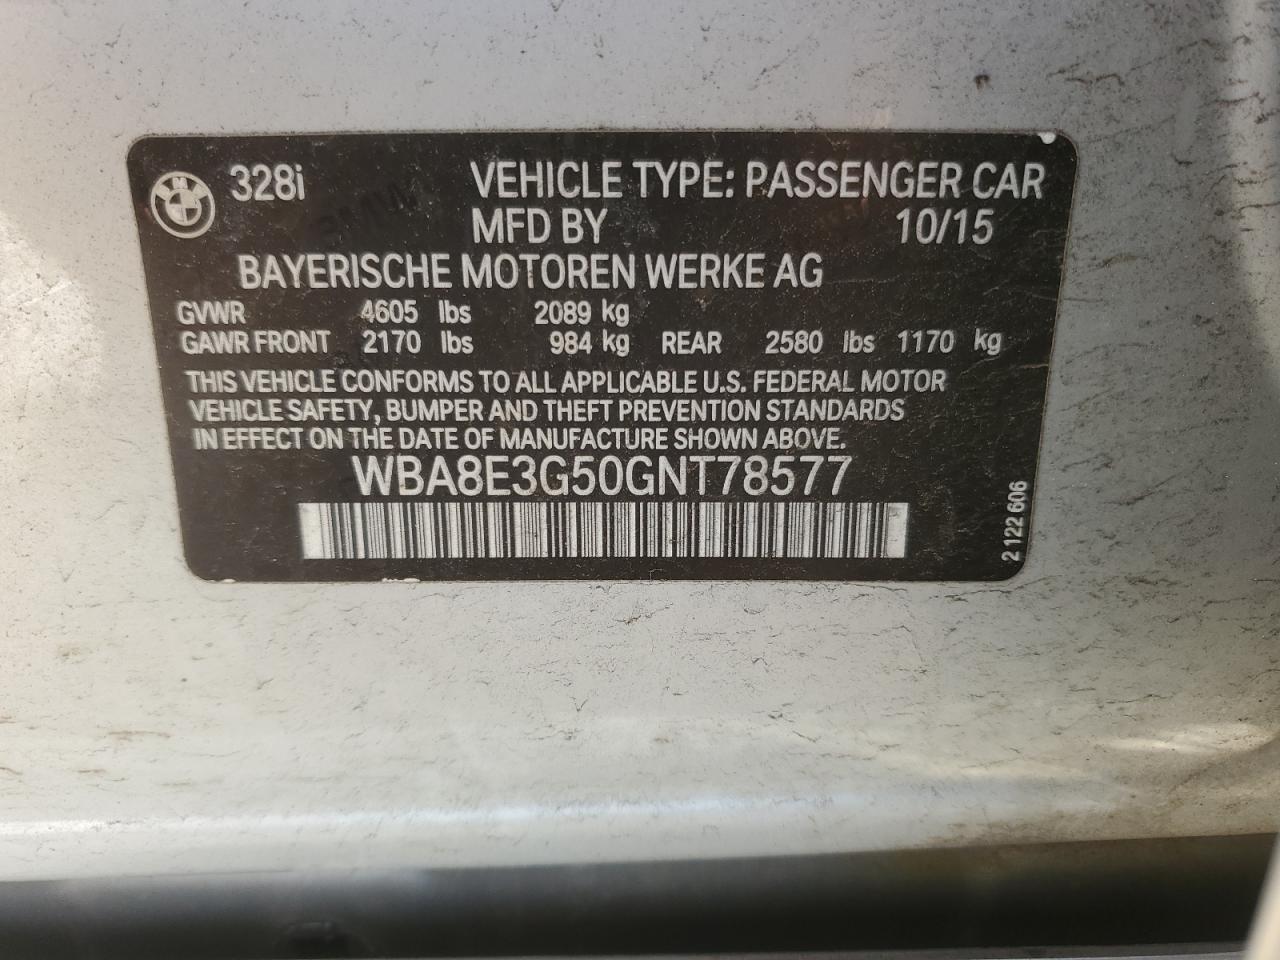 328i VEHICLE TYPE: PASSENGER CAR
MFD BY 10/15
BAYERISCHE MOTOREN WERKE AG
GVWR 4605 lbs 2089 kg
GAWR FRONT 2170 lbs 984 kg REAR 2580 lbs 1170 kg
THIS VEHICLE CONFORMS TO ALL APPLICABLE U.S. FEDERAL MOTOR
VEHICLE SAFETY, BUMPER AND THEFT PREVENTION STANDARDS
IN EFFECT ON THE DATE OF MANUFACTURE SHOWN ABOVE.
WBA8E3G50GNT78577
2 122 606